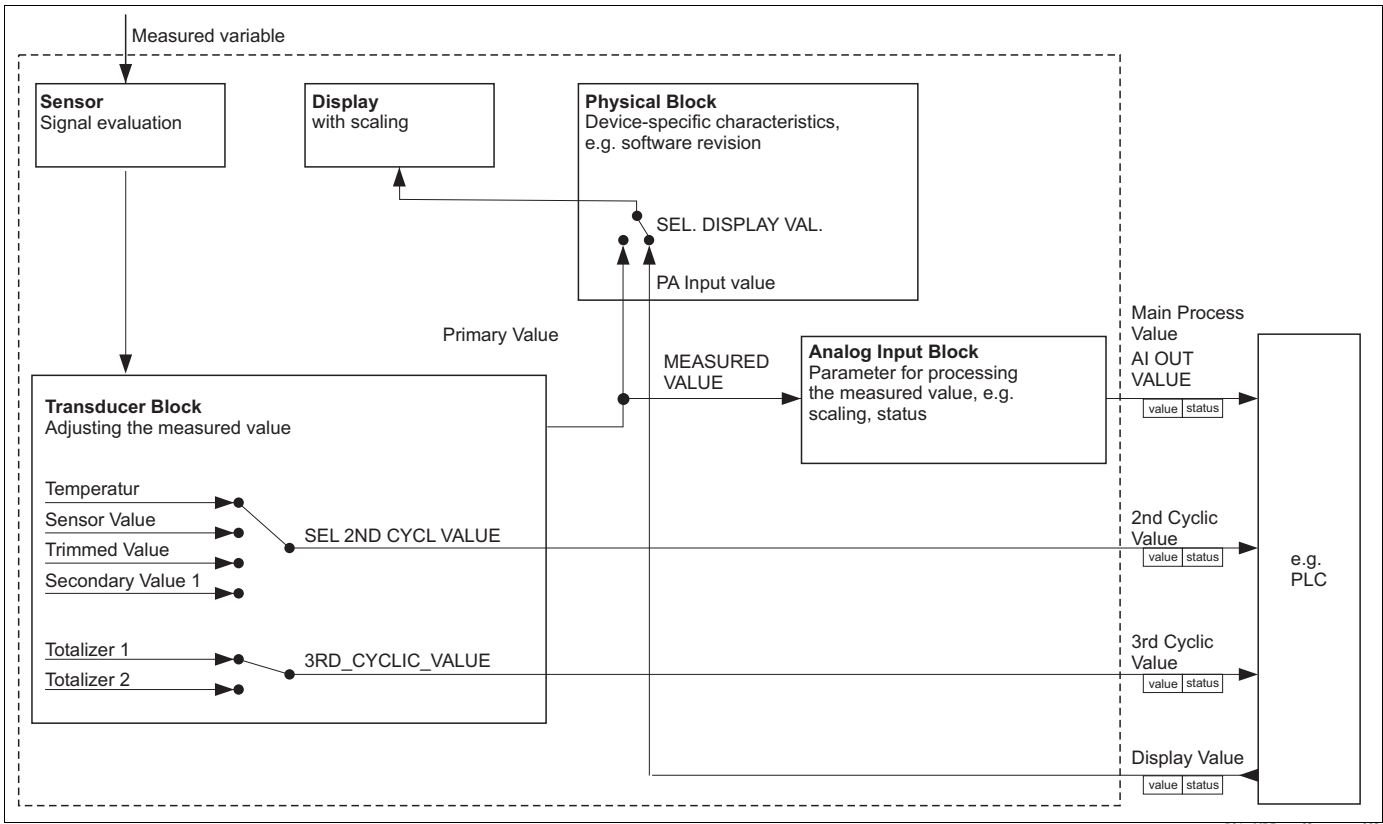 Measured variable
Sensor
Signal evaluation
Display
with scaling
Physical Block
Device-specific characteristics,
e.g. software revision
SEL. DISPLAY VAL.
PA Input value
Primary Value
MEASURED
VALUE
Analog Input Block
Parameter for processing
the measured value, e.g.
scaling, status
Main Process
Value
AI OUT
VALUE
value status
Transducer Block
Adjusting the measured value
Temperatur
Sensor Value
Trimmed Value
Secondary Value 1
SEL 2ND CYCL VALUE
2nd Cyclic
Value
value status
e.g.
PLC
Totalizer 1
Totalizer 2
3RD_CYCLIC_VALUE
3rd Cyclic
Value
value status
Display Value
value status